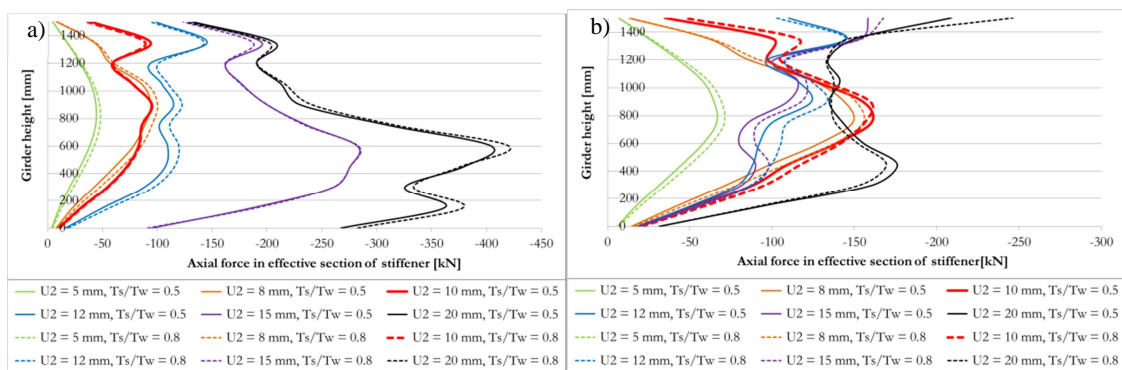 a)
Girder height [mm]
1400
1200
1000
800
600
400
200
0
0 -50 -100 -150 -200 -250 -300 -350 -400 -450
Axial force in effective section of stiffener [kN]
U2 = 5 mm, Ts/Tw = 0.5 U2 = 8 mm, Ts/Tw = 0.5 U2 = 10 mm, Ts/Tw = 0.5
U2 = 12 mm, Ts/Tw = 0.5 U2 = 15 mm, Ts/Tw = 0.5 U2 = 20 mm, Ts/Tw = 0.5
U2 = 5 mm, Ts/Tw = 0.8 U2 = 8 mm, Ts/Tw = 0.8 U2 = 10 mm, Ts/Tw = 0.8
U2 = 12 mm, Ts/Tw = 0.8 U2 = 15 mm, Ts/Tw = 0.8 U2 = 20 mm, Ts/Tw = 0.8
b)
Girder height [mm]
1400
1200
1000
800
600
400
200
0
0 -50 -100 -150 -200 -250 -300
Axial force in effective section of stiffener[kN]
U2 = 5 mm, Ts/Tw = 0.5 U2 = 8 mm, Ts/Tw = 0.5 U2 = 10 mm, Ts/Tw = 0.5
U2 = 12 mm, Ts/Tw = 0.5 U2 = 15 mm, Ts/Tw = 0.5 U2 = 20 mm, Ts/Tw = 0.5
U2 = 5 mm, Ts/Tw = 0.8 U2 = 8 mm, Ts/Tw = 0.8 U2 = 10 mm, Ts/Tw = 0.8
U2 = 12 mm, Ts/Tw = 0.8 U2 = 15 mm, Ts/Tw = 0.8 U2 = 20 mm, Ts/Tw = 0.8